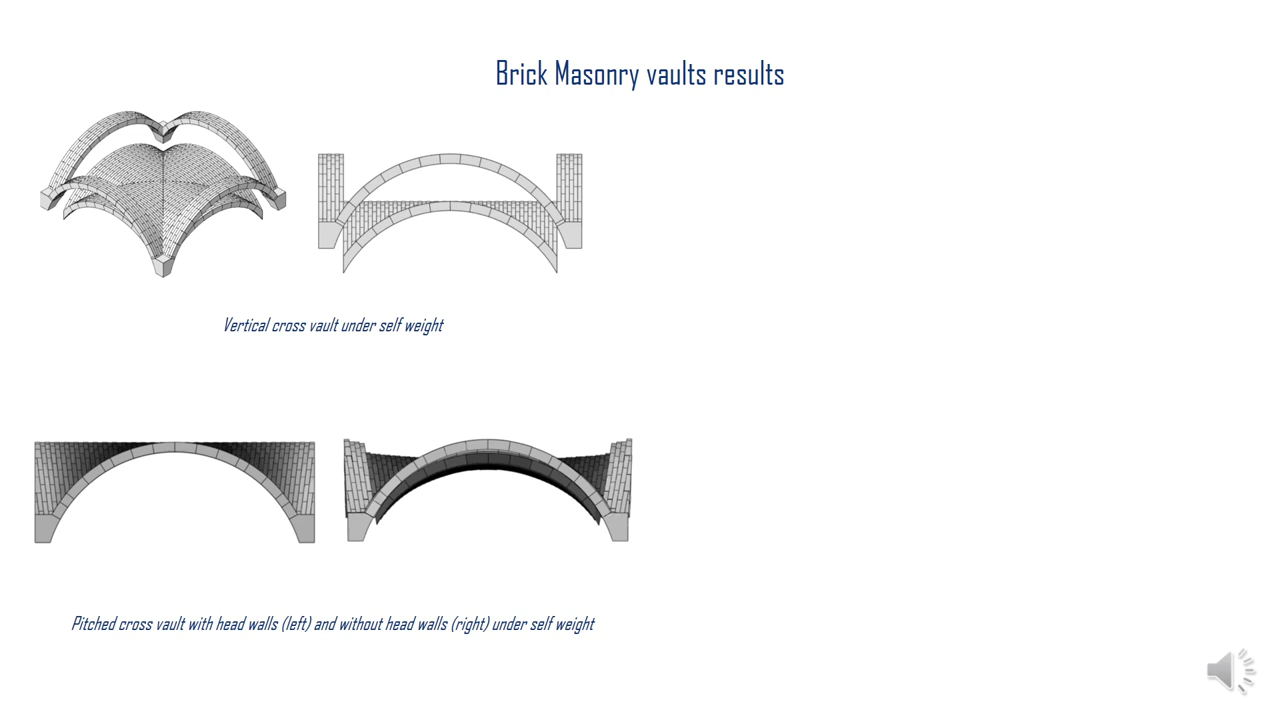 Brick Masonry vaults results
Vertical cross vault under self weight
Pitched cross vault with head walls (left) and without head walls (right) under self weight